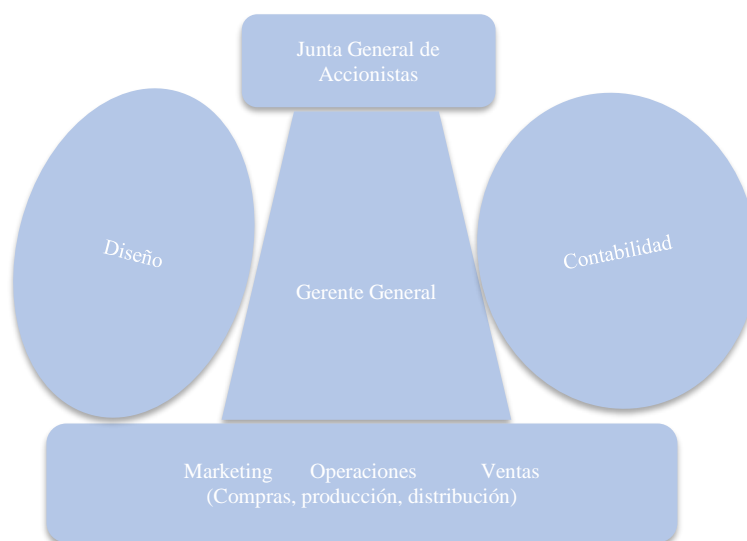 Junta General de
Accionistas
Diseño
Contabilidad
Gerente General
Marketing Operaciones Ventas
(Compras, producción, distribución)